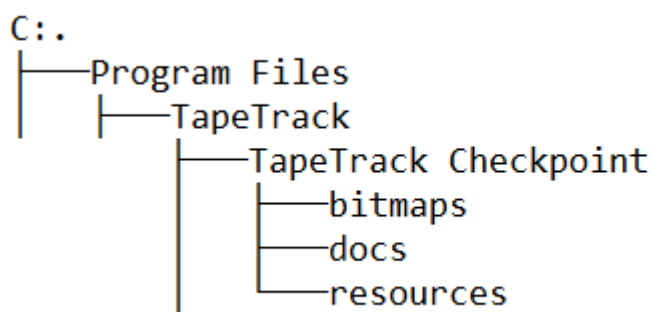 C:.
Program Files
TapeTrack
TapeTrack Checkpoint
bitmaps
docs
resources